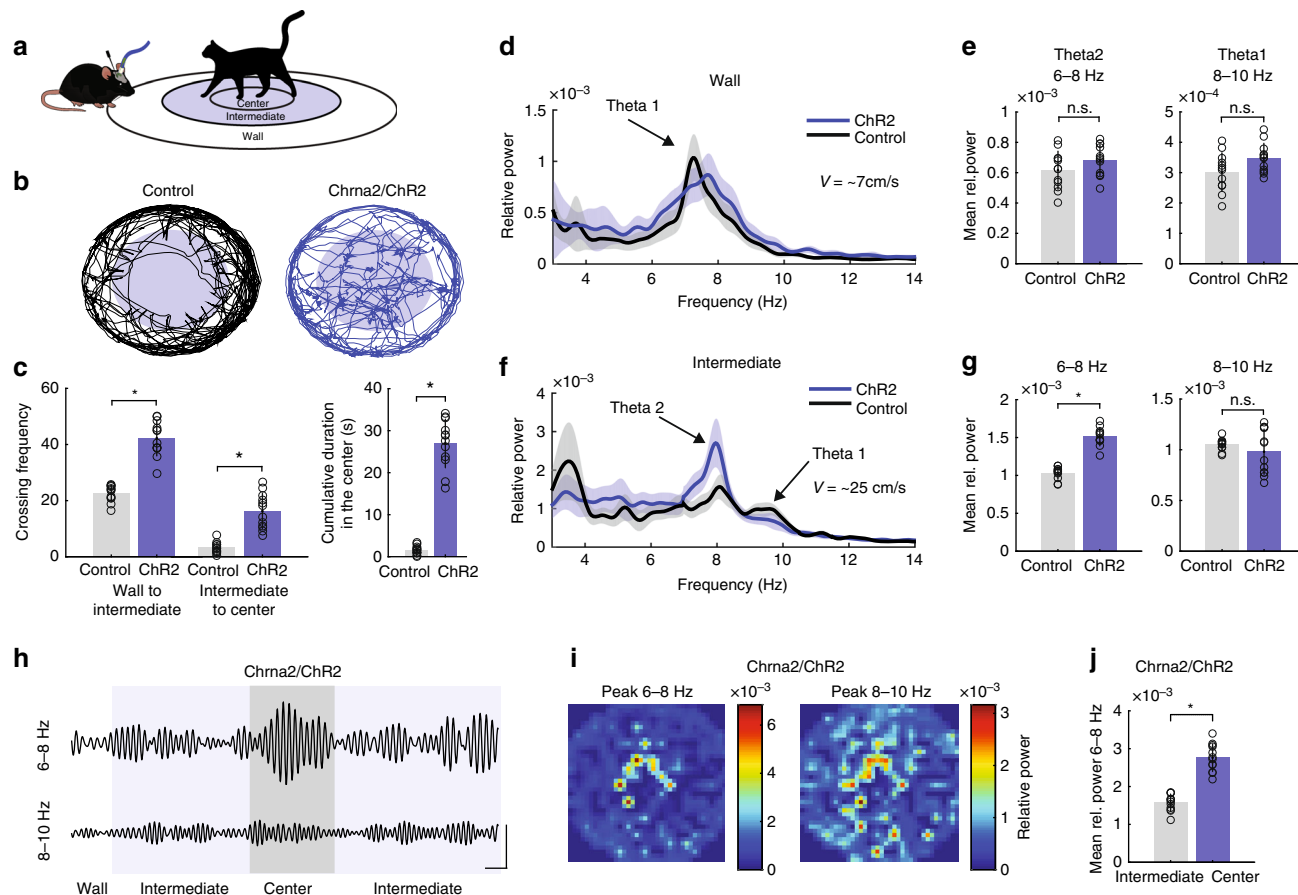 a
Center
Intermediate
Wall
b
Control
Chrna2/ChR2
c
Crossing frequency
60
40
20
0
*
*
Control ChR2 Control ChR2
Wall to
intermediate
Intermediate
to center
Cumulative duration
in the center (s)
40
30
20
10
0
*
Control ChR2
d
Wall
×10⁻³
Relative power
1.5
1
0.5
0
Theta 1
ChR2
Control
V = ~7cm/s
4 6 8 10 12 14
Frequency (Hz)
e
Theta2
6–8 Hz
×10⁻³
Mean rel.power
1
0.8
0.6
0.4
0.2
0
n.s.
Control ChR2
Theta1
8–10 Hz
×10⁻⁴
5
4
3
2
1
0
n.s.
Control ChR2
f
Intermediate
×10⁻³
Relative power
4
3
2
1
0
Theta 2
ChR2
Control
Theta 1
V = ~25 cm/s
4 6 8 10 12 14
Frequency (Hz)
g
6–8 Hz
×10⁻³
Mean rel. power
2
1.5
1
0.5
0
*
Control ChR2
8–10 Hz
×10⁻³
1.5
1
0.5
0
n.s.
Control ChR2
h
Chrna2/ChR2
6–8 Hz
8–10 Hz
Wall Intermediate Center Intermediate
i
Chrna2/ChR2
Peak 6–8 Hz
×10⁻³
6
4
2
0
Peak 8–10 Hz
×10⁻³
3
2
1
0
Relative power
j
Chrna2/ChR2
×10⁻³
Mean rel. power 6–8 Hz
4
3
2
1
0
*
Intermediate Center